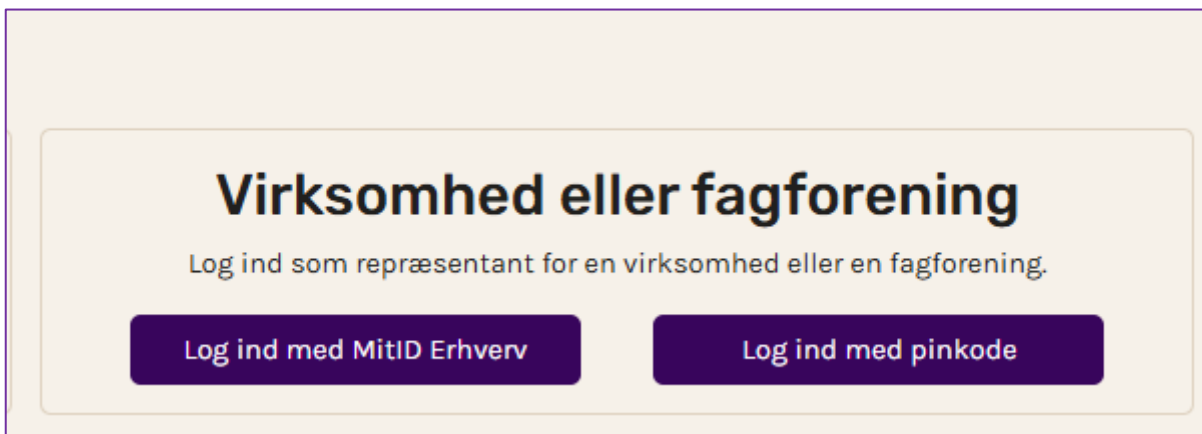 Virksomhed eller fagforening
Log ind som repræsentant for en virksomhed eller en fagforening.
Log ind med MitID Erhverv
Log ind med pinkode